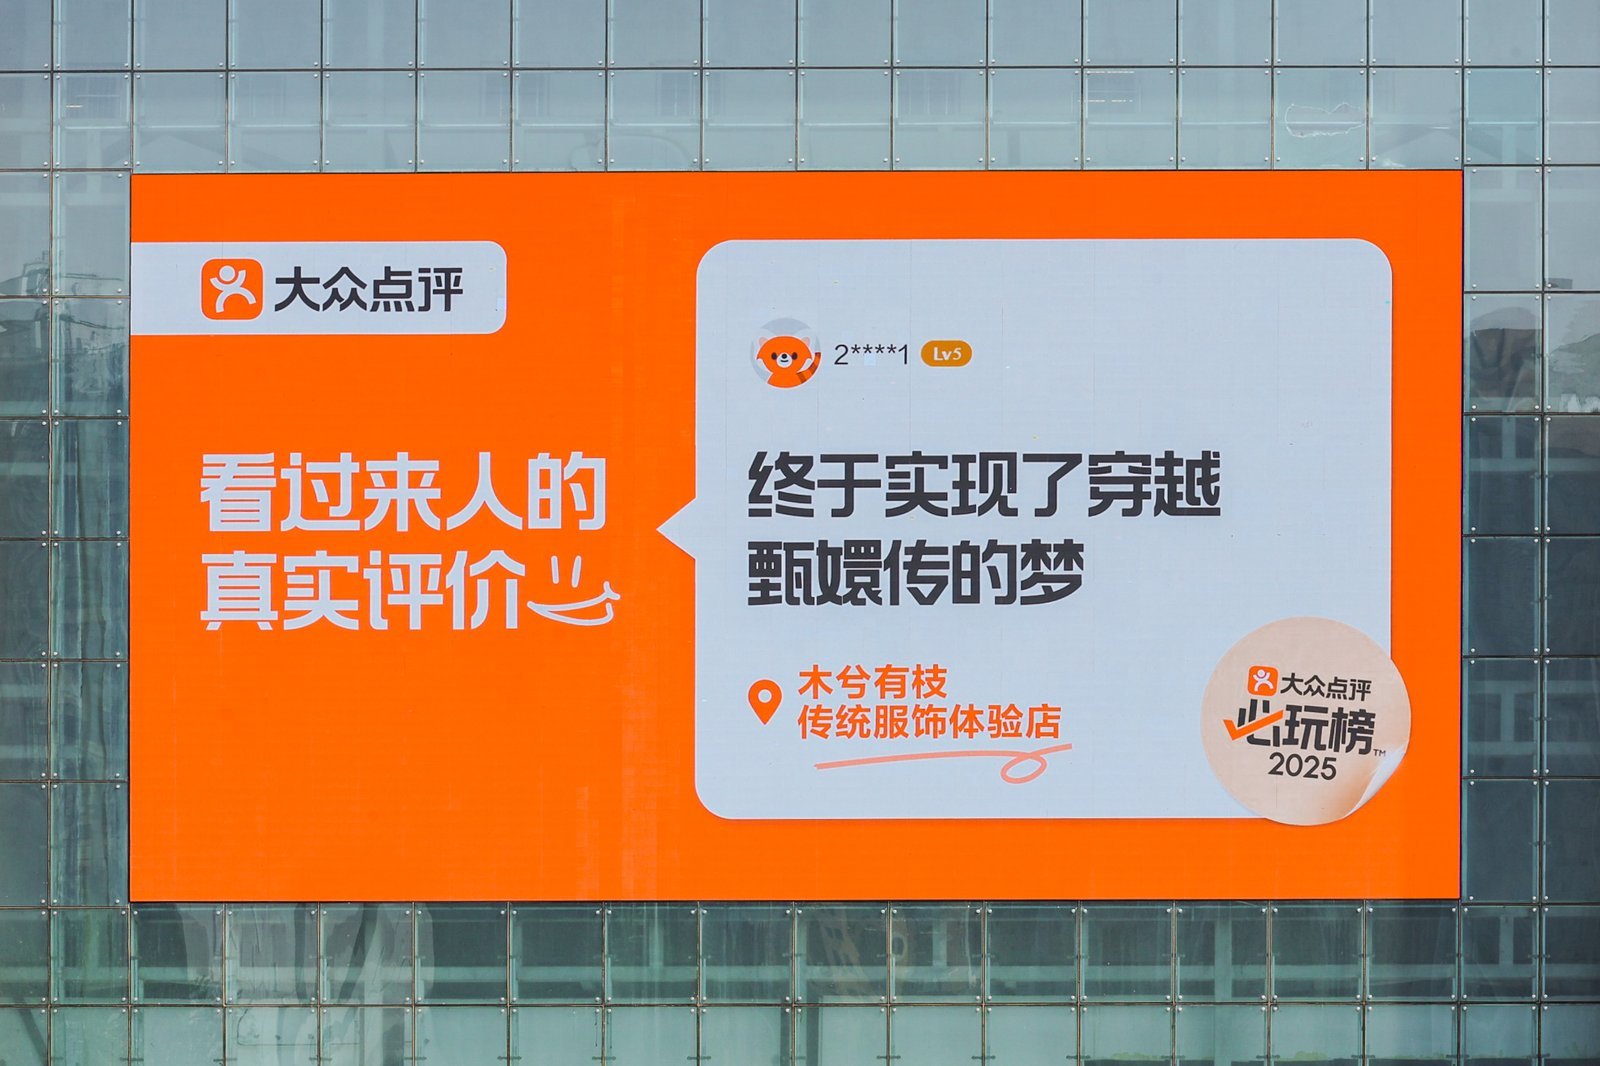 大众点评
看过来人的
真实评价
2****1 Lv5
终于实现了穿越
甄嬛传的梦
木兮有枝
传统服饰体验店
大众点评
必玩榜™
2025